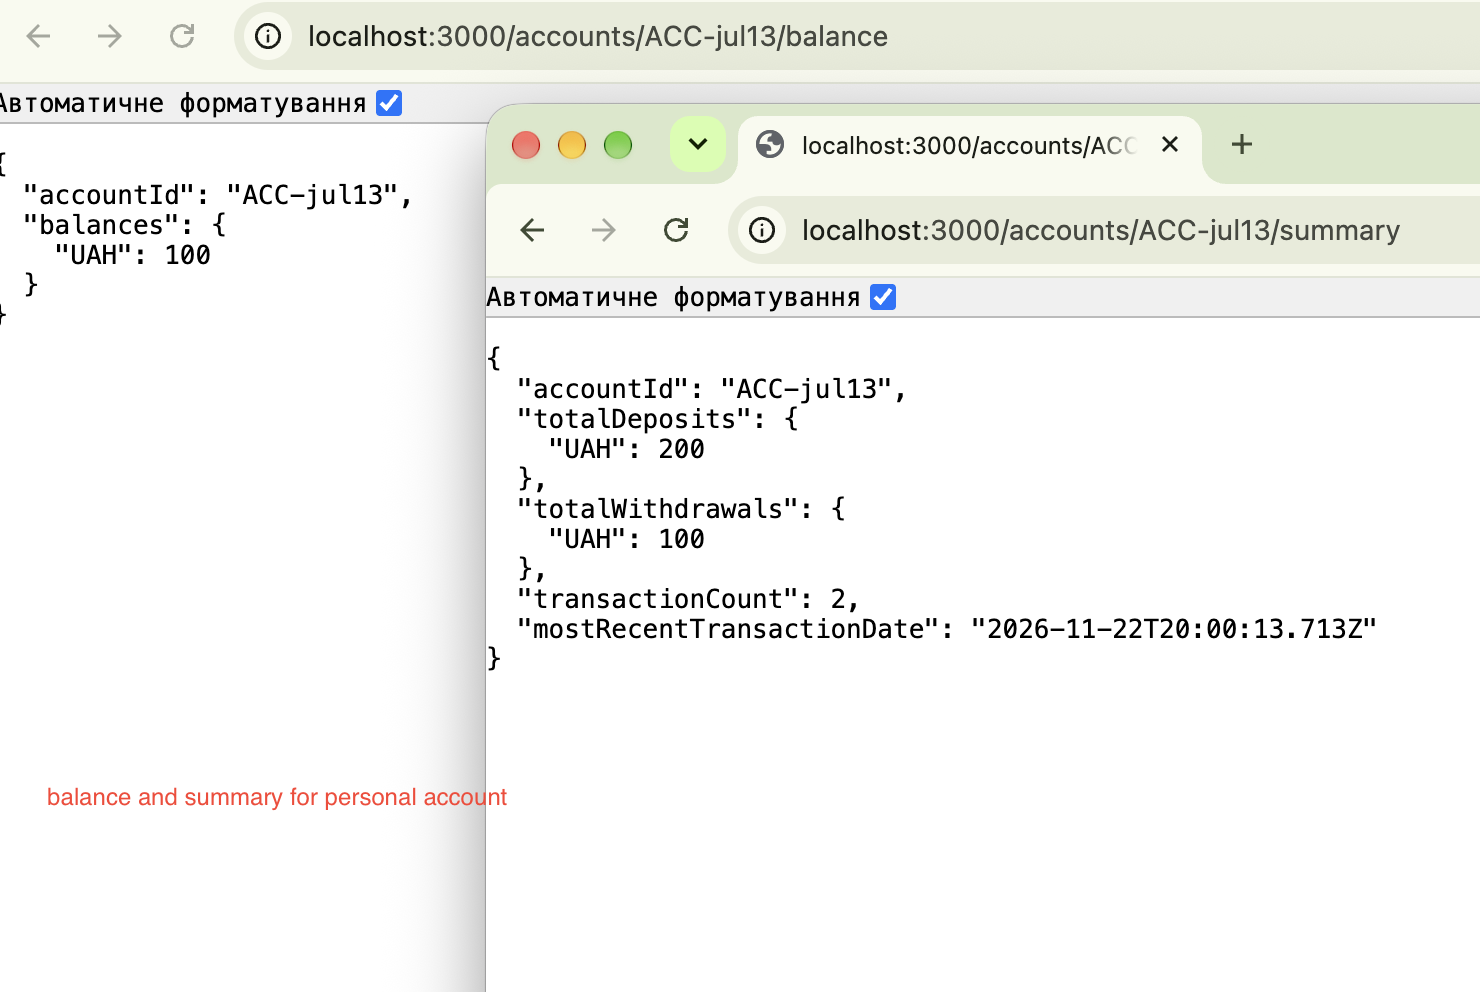 localhost:3000/accounts/ACC-jul13/balance
Автоматичне форматування
{
"accountId": "ACC-jul13",
"balances": {
"UAH": 100
}
}
localhost:3000/accounts/ACC
localhost:3000/accounts/ACC-jul13/summary
Автоматичне форматування
{
"accountId": "ACC-jul13",
"totalDeposits": {
"UAH": 200
},
"totalWithdrawals": {
"UAH": 100
},
"transactionCount": 2,
"mostRecentTransactionDate": "2026-11-22T20:00:13.713Z"
}
balance and summary for personal account